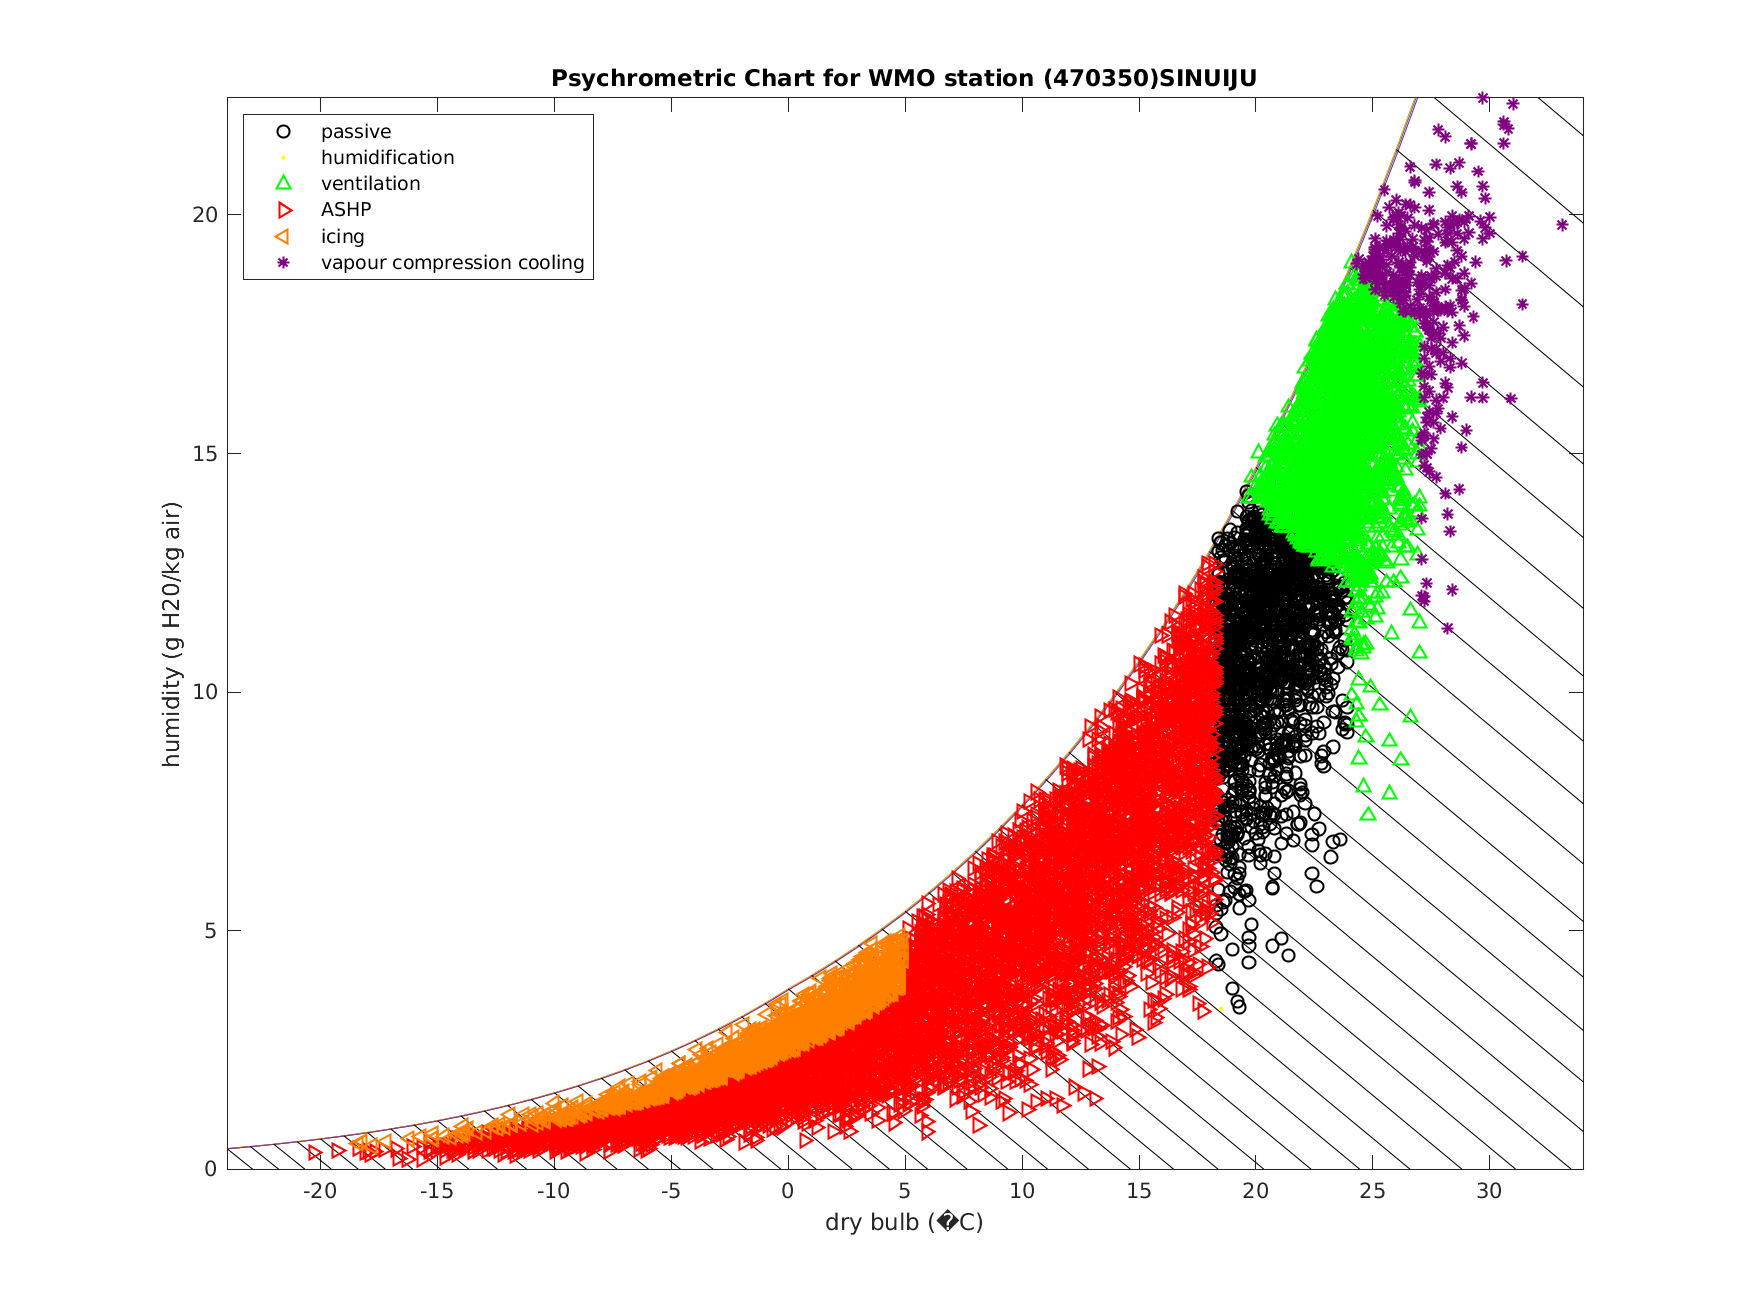 Psychrometric Chart for WMO station (470350)SINUIJU
passive
humidification
ventilation
ASHP
icing
vapour compression cooling
20
15
10
5
0
humidity (g H20/kg air)
-20 -15 -10 -5 0 5 10 15 20 25 30
dry bulb (�C)